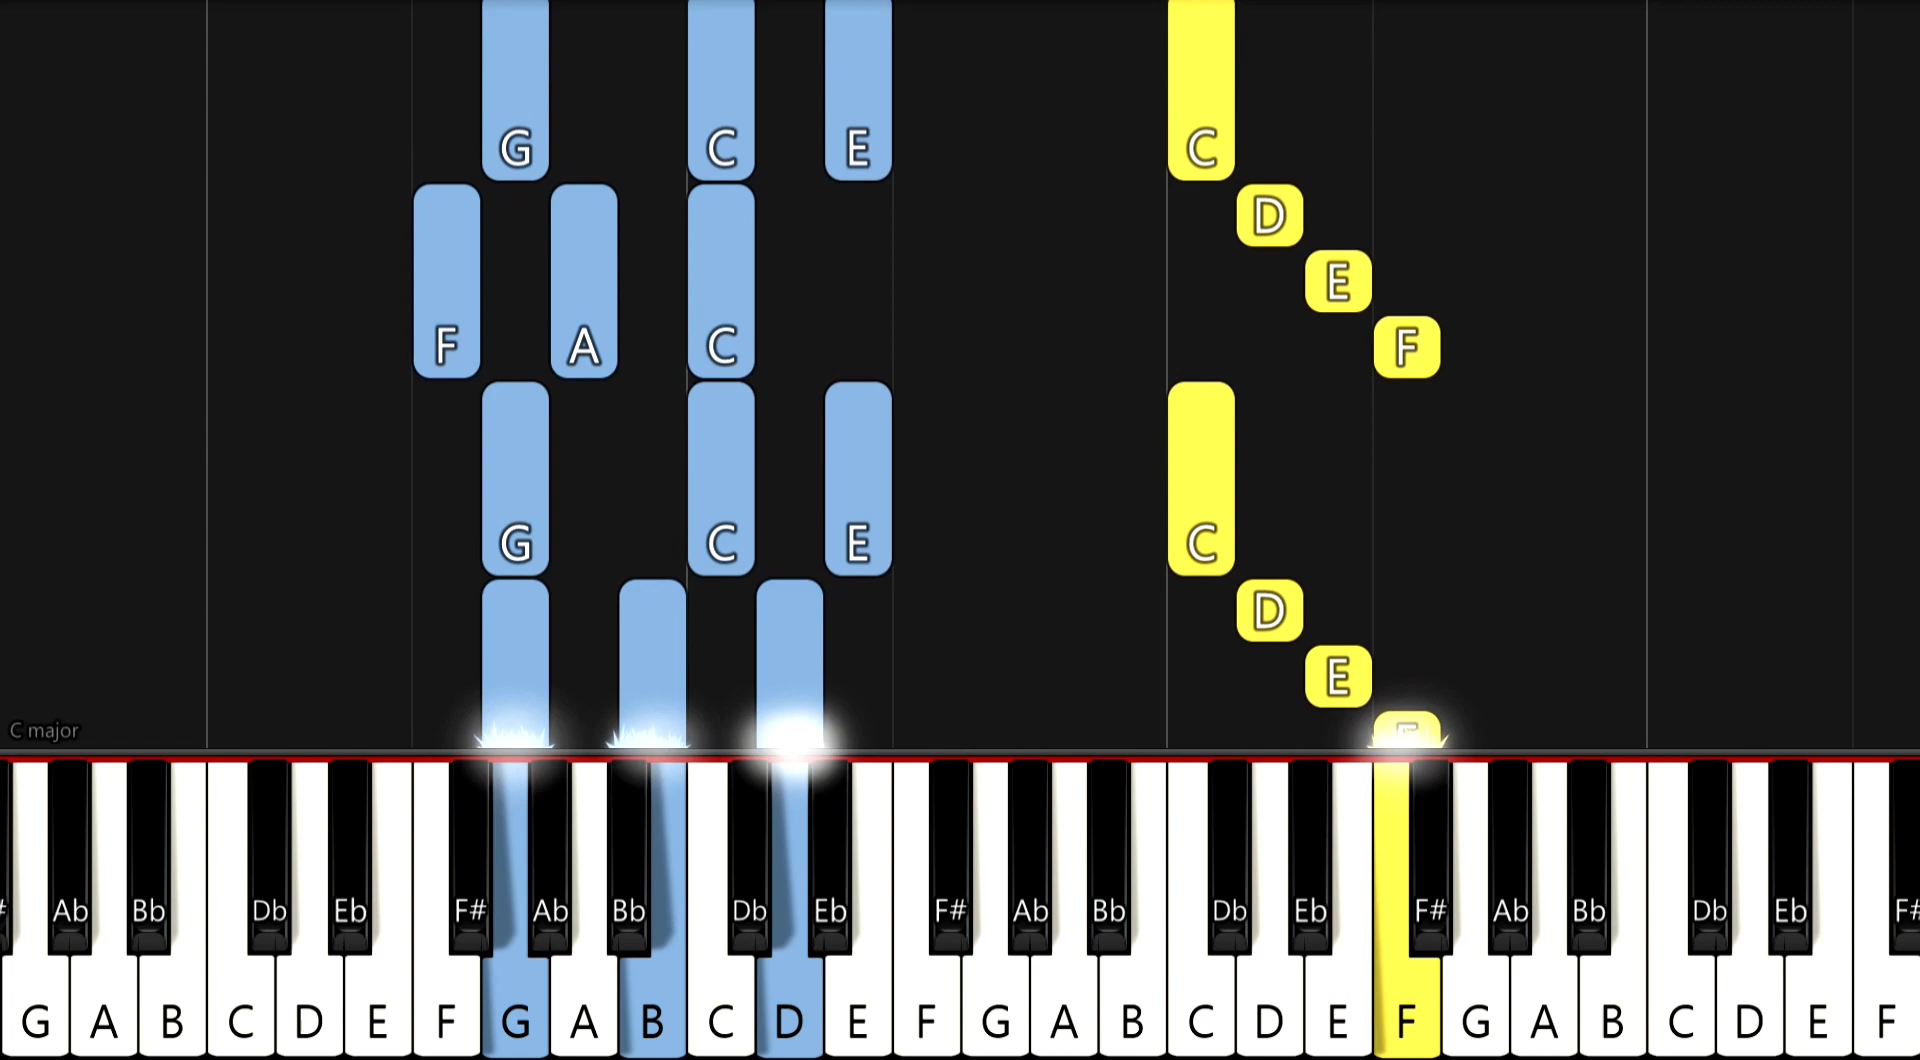 G C E C
D
E
F A C F
G C E C
D
E
F
C major
# Ab Bb Db Eb F# Ab Bb Db Eb F# Ab Bb Db Eb F# Ab Bb Db Eb F#
G A B C D E F G A B C D E F G A B C D E F G A B C D E F